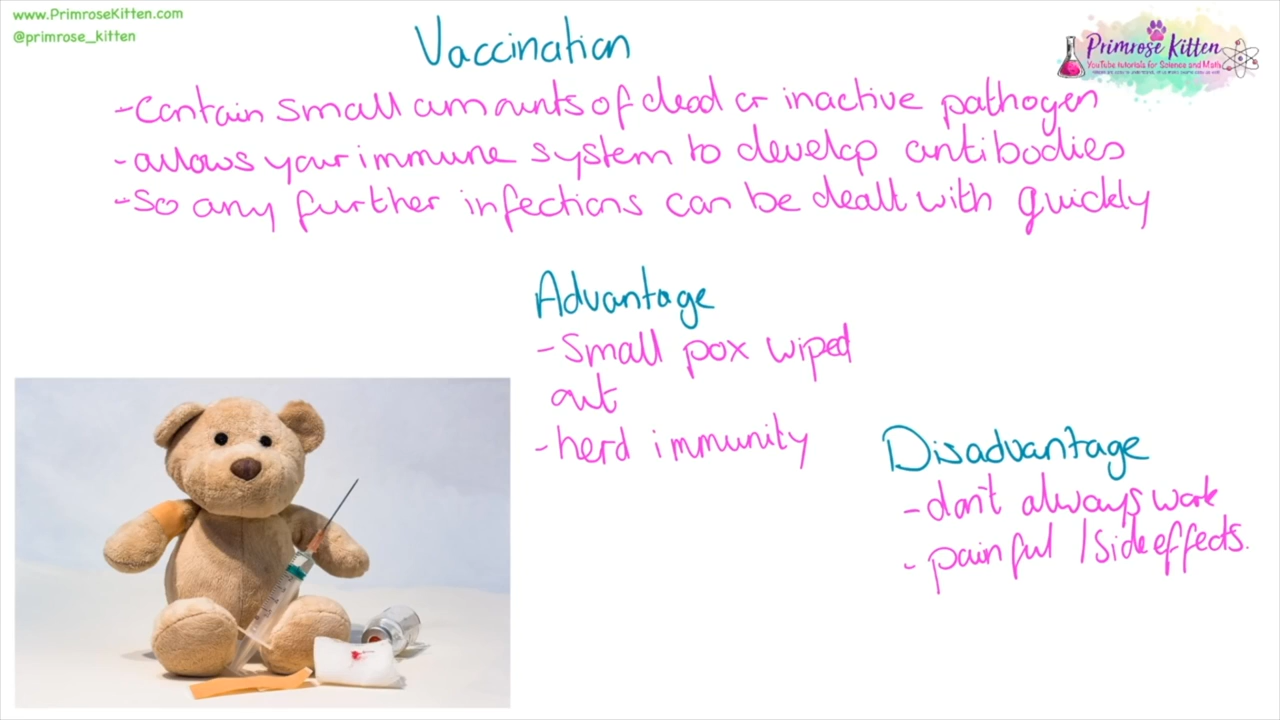 www.PrimroseKitten.com
@primrose_kitten
Primrose Kitten
YouTube tutorials for Science and Math
Vaccination
-Contain small amounts of dead or inactive pathogen
-allows your immune system to develop antibodies
-So any further infections can be dealt with quickly
Advantage
-Small pox wiped
out
-herd immunity
Disadvantage
-don't always work
-painful /Side effects.